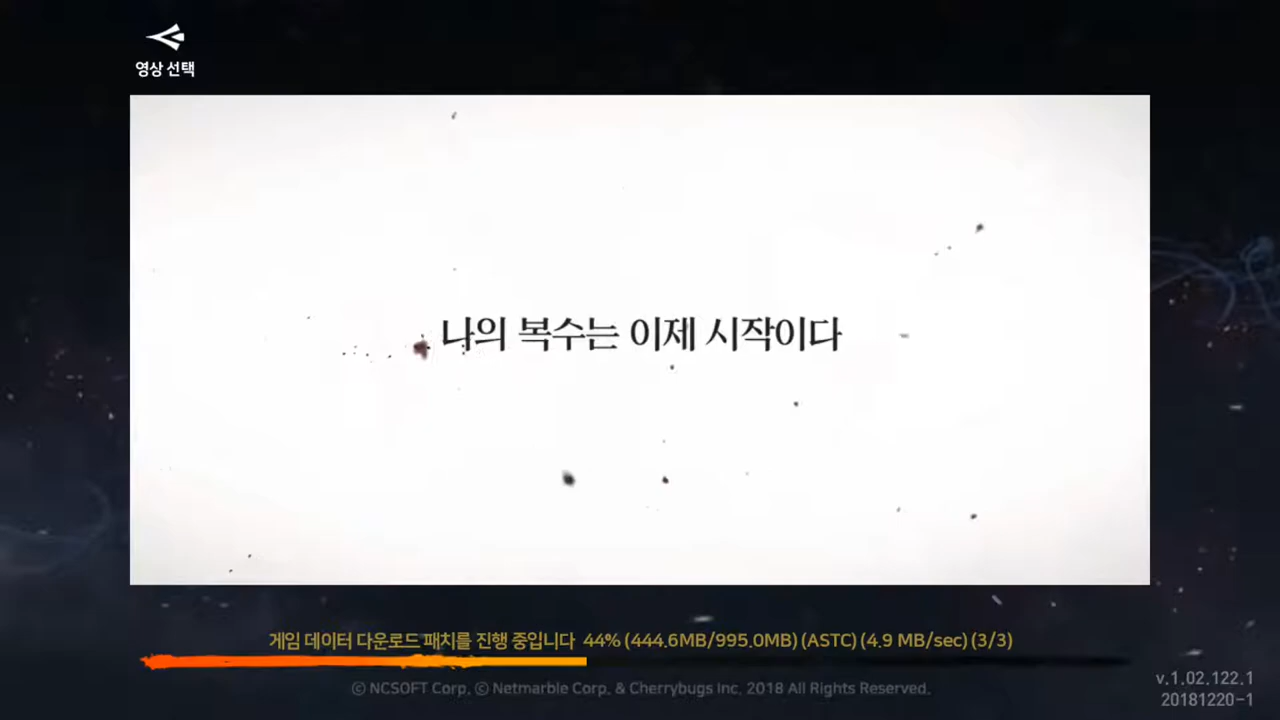 영상 선택
나의 복수는 이제 시작이다
게임 데이터 다운로드 패치를 진행 중입니다 44% (444.6MB/995.0MB) (ASTC) (4.9 MB/sec) (3/3)
ⓒ NCSOFT Corp. ⓒ Netmarble Corp. & Cherrybugs Inc. 2018 All Rights Reserved.
v.1.02.122.1
20181220-1